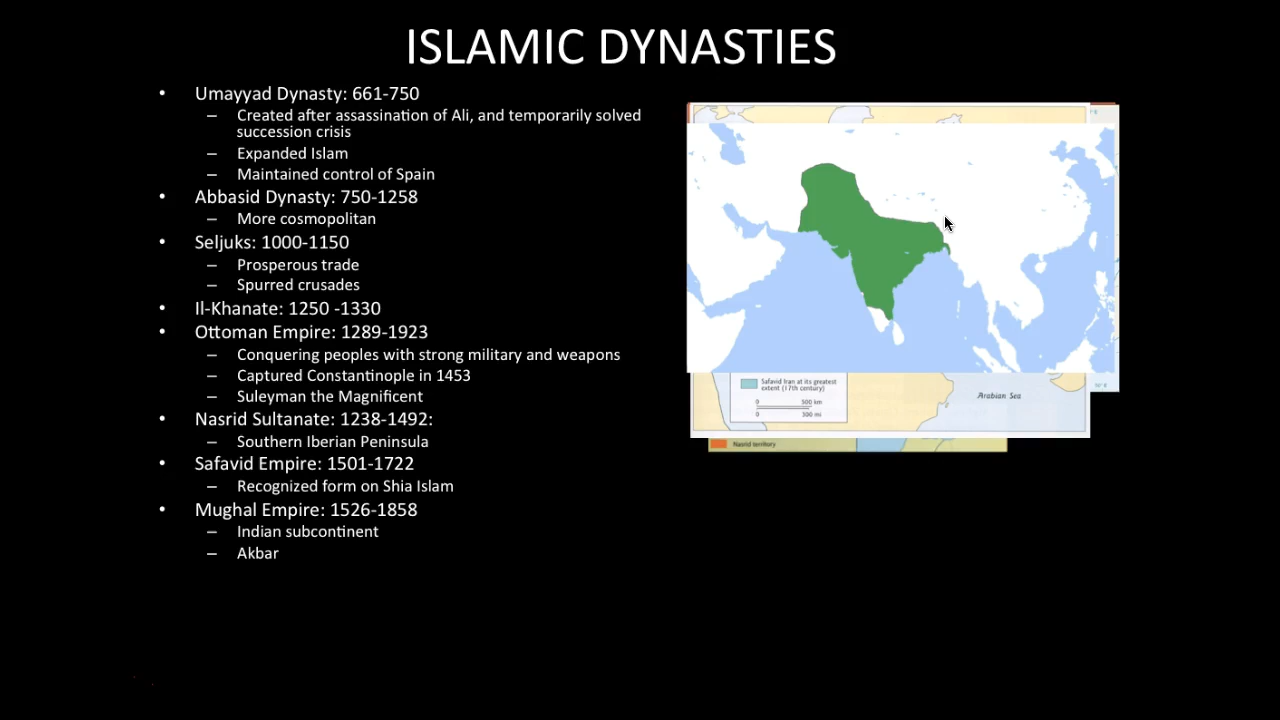 ISLAMIC DYNASTIES
• Umayyad Dynasty: 661-750
– Created after assassination of Ali, and temporarily solved
succession crisis
– Expanded Islam
– Maintained control of Spain
• Abbasid Dynasty: 750-1258
– More cosmopolitan
• Seljuks: 1000-1150
– Prosperous trade
– Spurred crusades
• Il-Khanate: 1250 -1330
• Ottoman Empire: 1289-1923
– Conquering peoples with strong military and weapons
– Captured Constantinople in 1453
– Suleyman the Magnificent
• Nasrid Sultanate: 1238-1492:
– Southern Iberian Peninsula
• Safavid Empire: 1501-1722
– Recognized form on Shia Islam
• Mughal Empire: 1526-1858
– Indian subcontinent
– Akbar
Safavid Iran at its greatest
extent (17th century)
0 500 km
0 300 mi
Arabian Sea
Nasrid territory